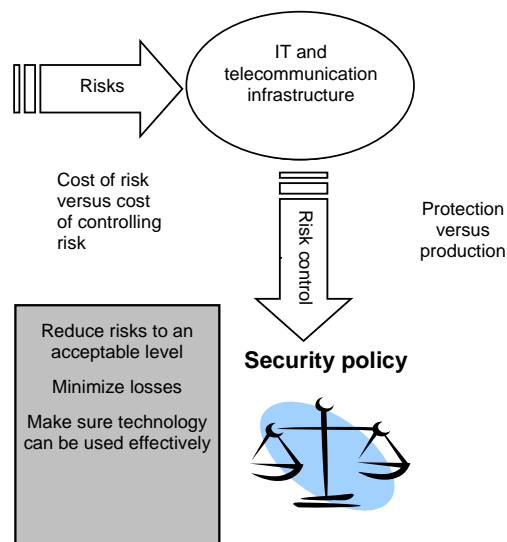 IT and
telecommunication
infrastructure
Risks
Cost of risk
versus cost
of controlling
risk
Risk control
Protection
versus
production
Reduce risks to an
acceptable level
Minimize losses
Make sure technology
can be used effectively
Security policy